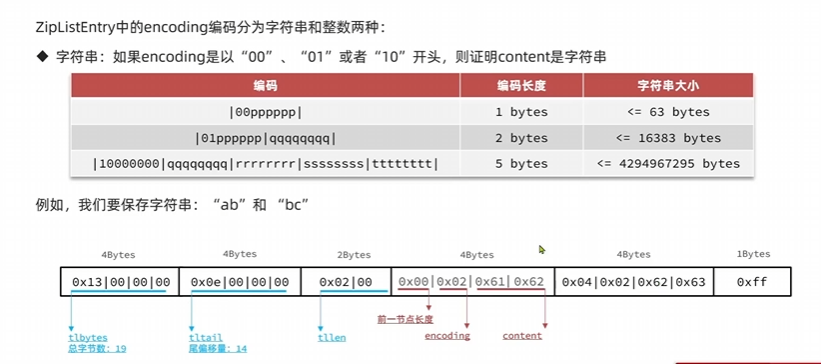 ZipListEntry中的encoding编码分为字符串和整数两种：
◆ 字符串：如果encoding是以“00”、“01”或者“10”开头，则证明content是字符串
编码 编码长度 字符串大小
|00pppppp| 1 bytes <= 63 bytes
|01pppppp|qqqqqqqq| 2 bytes <= 16383 bytes
|10000000|qqqqqqqq|rrrrrrrr|ssssssss|tttttttt| 5 bytes <= 4294967295 bytes
例如，我们要保存字符串：“ab”和 “bc”
4Bytes 4Bytes 2Bytes 4Bytes 4Bytes 1Bytes
0x13|00|00|00 0x0e|00|00|00 0x02|00 0x00|0x02|0x61|0x62 0x04|0x02|0x62|0x63 0xff
前一节点长度
tlbytes tltail tllen encoding content
总字节数：19 尾偏移量：14